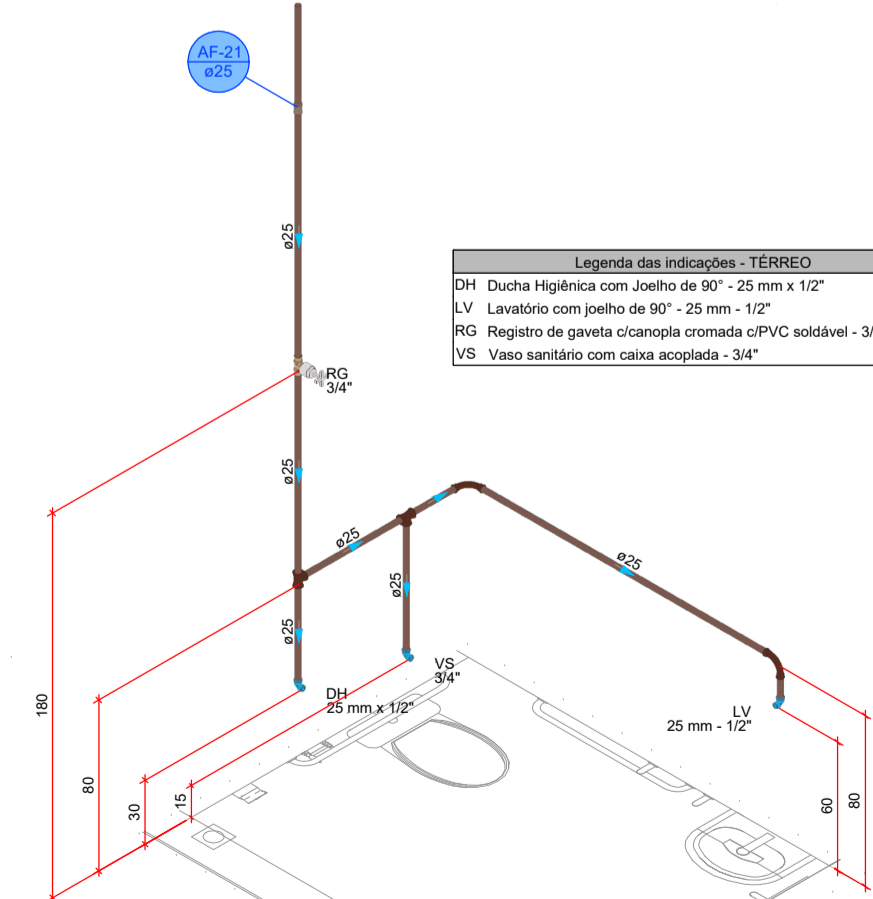 AF-21
ø25
ø25
Legenda das indicações - TÉRREO
DH Ducha Higiênica com Joelho de 90° - 25 mm x 1/2"
LV Lavatório com joelho de 90° - 25 mm - 1/2"
RG Registro de gaveta c/canopla cromada c/PVC soldável - 3/
VS Vaso sanitário com caixa acoplada - 3/4"
RG
3/4"
ø25
ø25
ø25
ø25
ø25
VS
3/4"
DH
25 mm x 1/2"
LV
25 mm - 1/2"
180
80
30
15
60
80